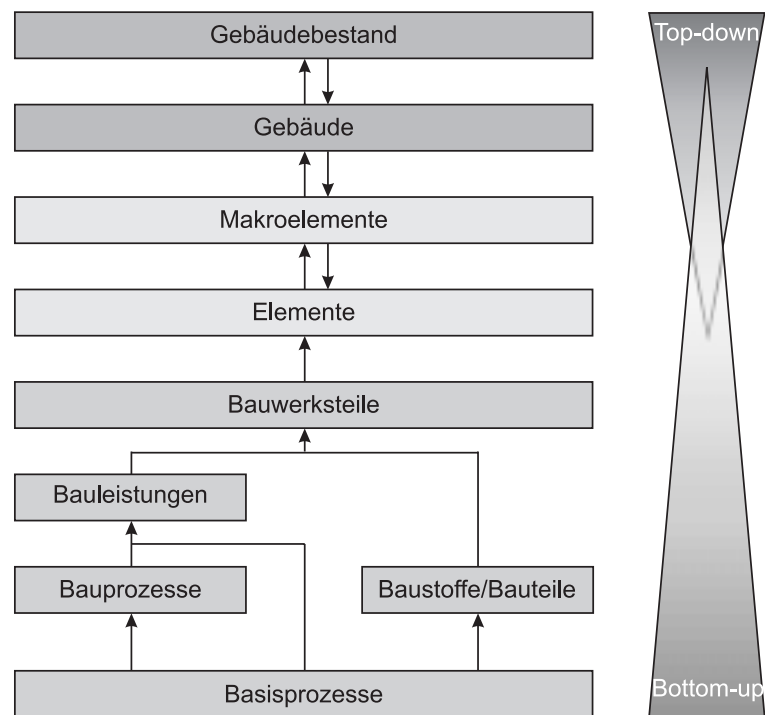 Gebäudebestand
Top-down
Gebäude
Makroelemente
Elemente
Bauwerksteile
Bauleistungen
Bauprozesse
Baustoffe/Bauteile
Basisprozesse
Bottom-up